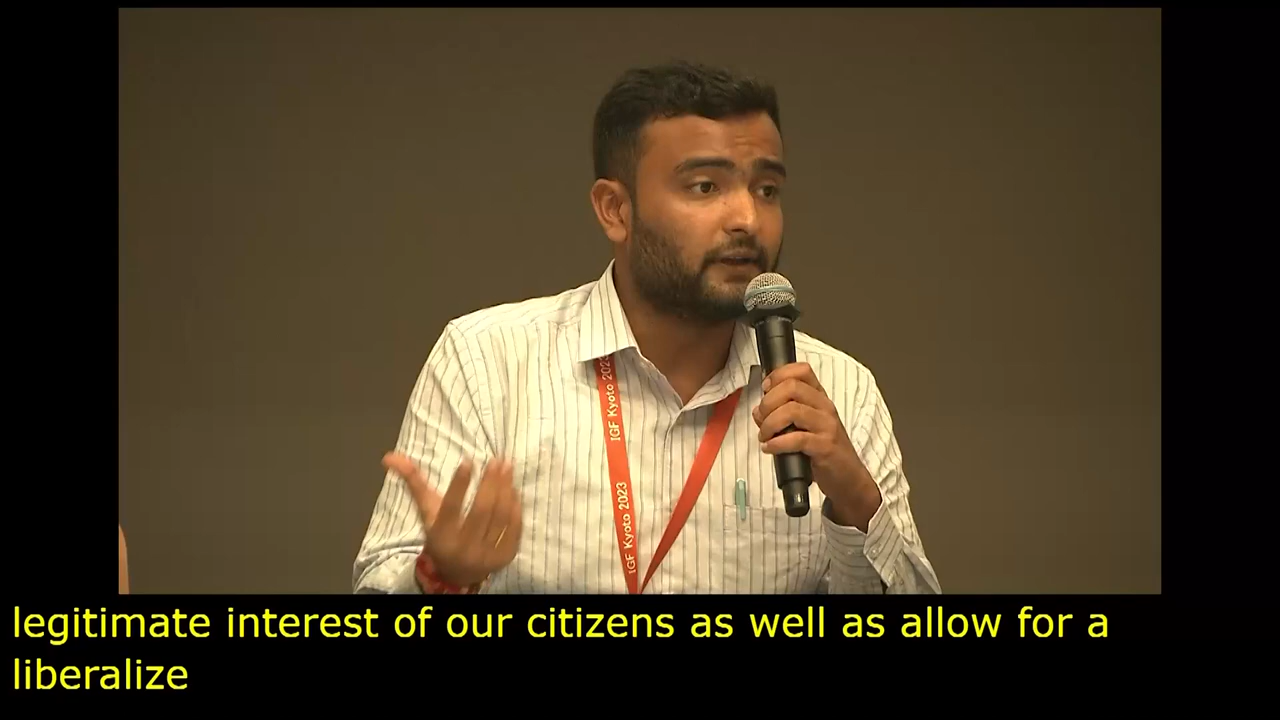 IGF Kyoto 2023
IGF Kyoto 2023
legitimate interest of our citizens as well as allow for a
liberalize